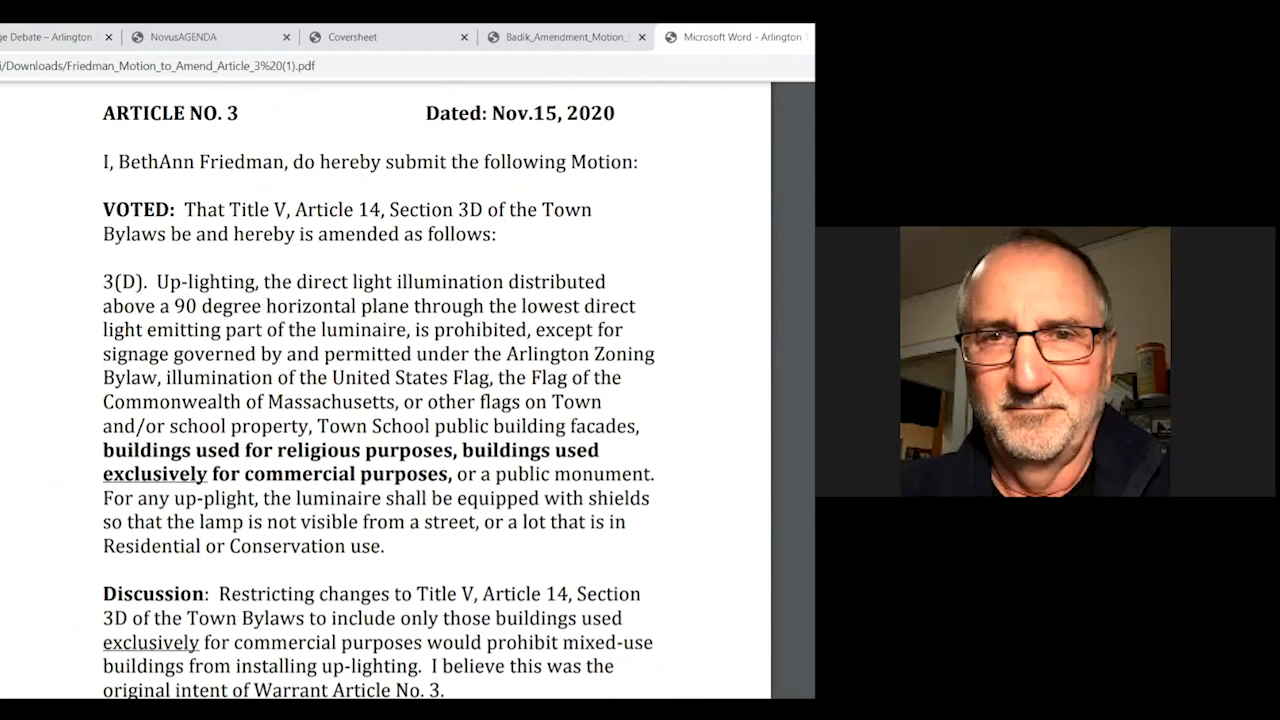 ge Debate – Arlington
NovusAGENDA
Coversheet
Badik_Amendment_Motion_
Microsoft Word - Arlington
i/Downloads/Friedman_Motion_to_Amend_Article_3%20(1).pdf
ARTICLE NO. 3 Dated: Nov.15, 2020
I, BethAnn Friedman, do hereby submit the following Motion:
VOTED: That Title V, Article 14, Section 3D of the Town
Bylaws be and hereby is amended as follows:
3(D). Up-lighting, the direct light illumination distributed
above a 90 degree horizontal plane through the lowest direct
light emitting part of the luminaire, is prohibited, except for
signage governed by and permitted under the Arlington Zoning
Bylaw, illumination of the United States Flag, the Flag of the
Commonwealth of Massachusetts, or other flags on Town
and/or school property, Town School public building facades,
buildings used for religious purposes, buildings used
exclusively for commercial purposes, or a public monument.
For any up-plight, the luminaire shall be equipped with shields
so that the lamp is not visible from a street, or a lot that is in
Residential or Conservation use.
Discussion: Restricting changes to Title V, Article 14, Section
3D of the Town Bylaws to include only those buildings used
exclusively for commercial purposes would prohibit mixed-use
buildings from installing up-lighting. I believe this was the
original intent of Warrant Article No. 3.